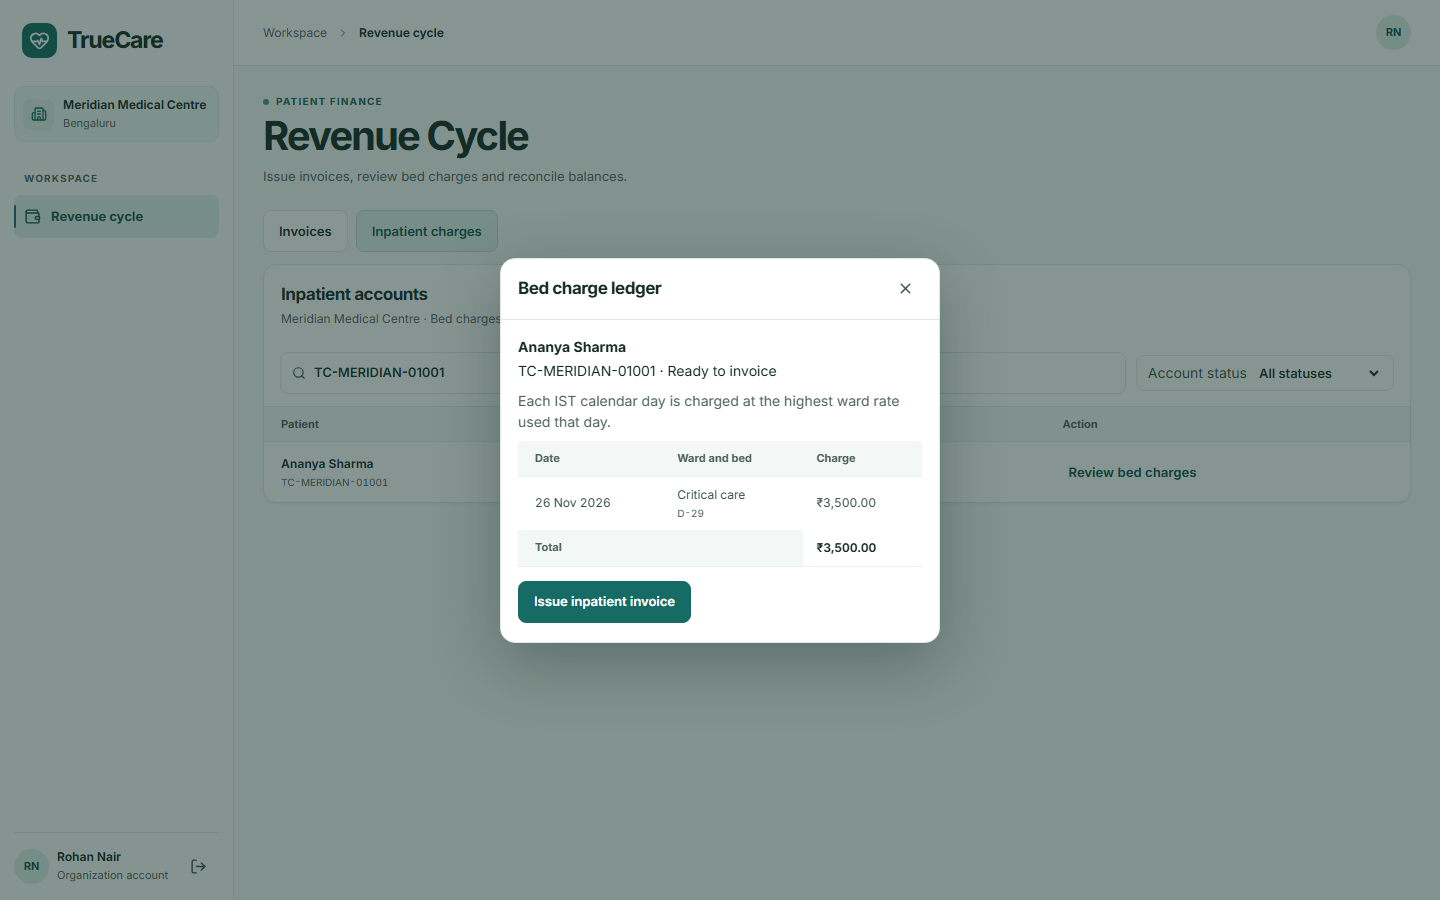 TrueCare
Meridian Medical Centre
Bengaluru
WORKSPACE
Revenue cycle
Rohan Nair
Organization account
RN
Workspace > Revenue cycle
RN
PATIENT FINANCE
Revenue Cycle
Issue invoices, review bed charges and reconcile balances.
Invoices
Inpatient charges
Inpatient accounts
Meridian Medical Centre · Bed charges
TC-MERIDIAN-01001
Account status All statuses
Patient
Action
Ananya Sharma
TC-MERIDIAN-01001
Review bed charges
Bed charge ledger
Ananya Sharma
TC-MERIDIAN-01001 · Ready to invoice
Each IST calendar day is charged at the highest ward rate
used that day.
Date Ward and bed Charge
26 Nov 2026 Critical care ₹3,500.00
D-29
Total ₹3,500.00
Issue inpatient invoice